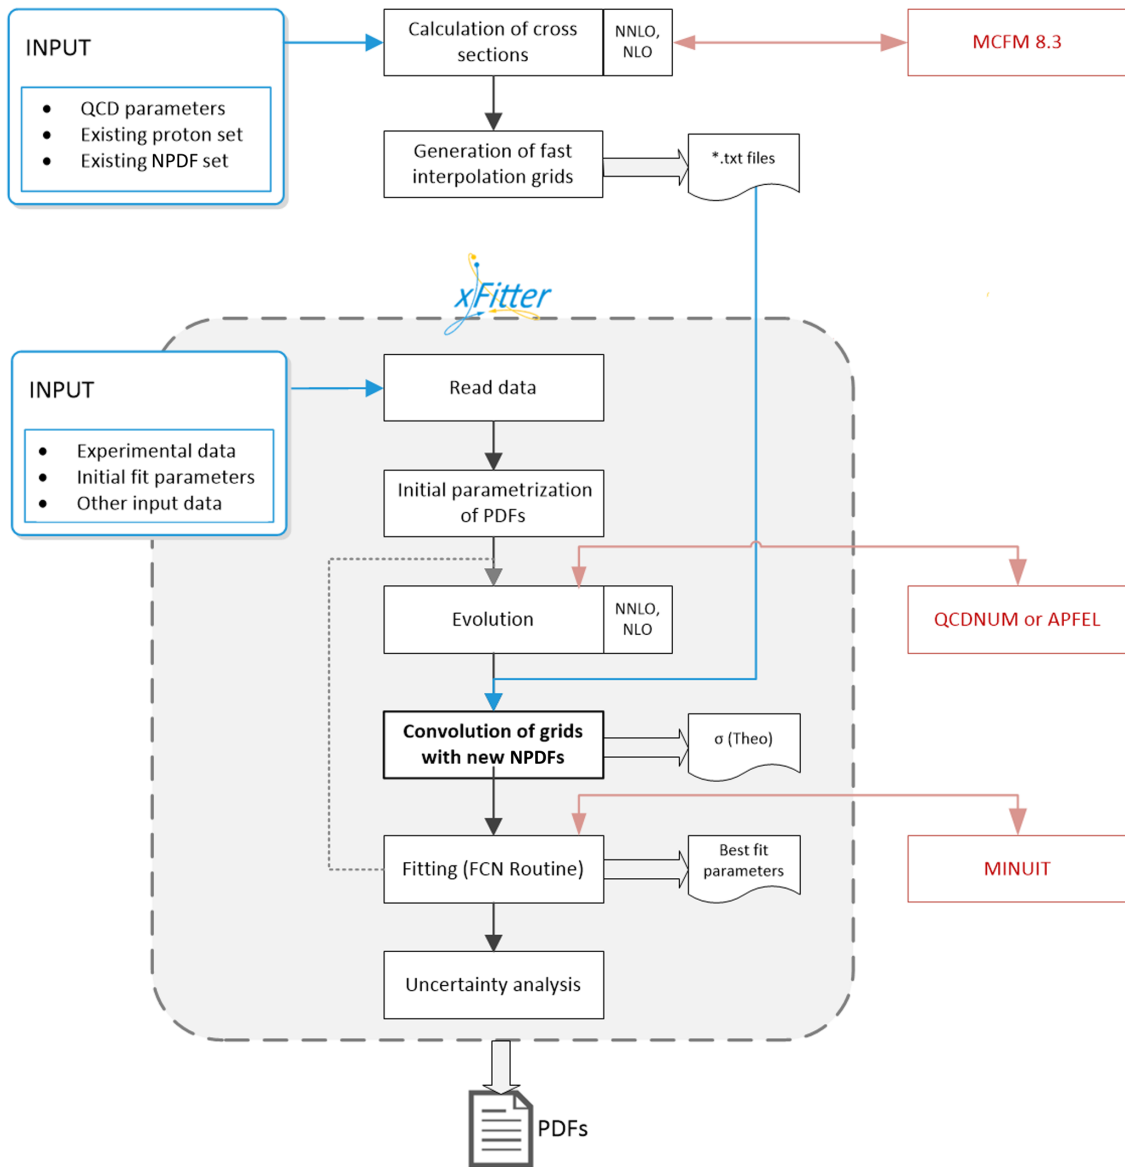 INPUT
• QCD parameters
• Existing proton set
• Existing NPDF set
Calculation of cross
sections
NNLO,
NLO
MCFM 8.3
Generation of fast
interpolation grids
*.txt files
xFitter
INPUT
• Experimental data
• Initial fit parameters
• Other input data
Read data
Initial parametrization
of PDFs
Evolution
NNLO,
NLO
QCDNUM or APFEL
Convolution of grids
with new NPDFs
σ (Theo)
Fitting (FCN Routine)
Best fit
parameters
MINUIT
Uncertainty analysis
PDFs